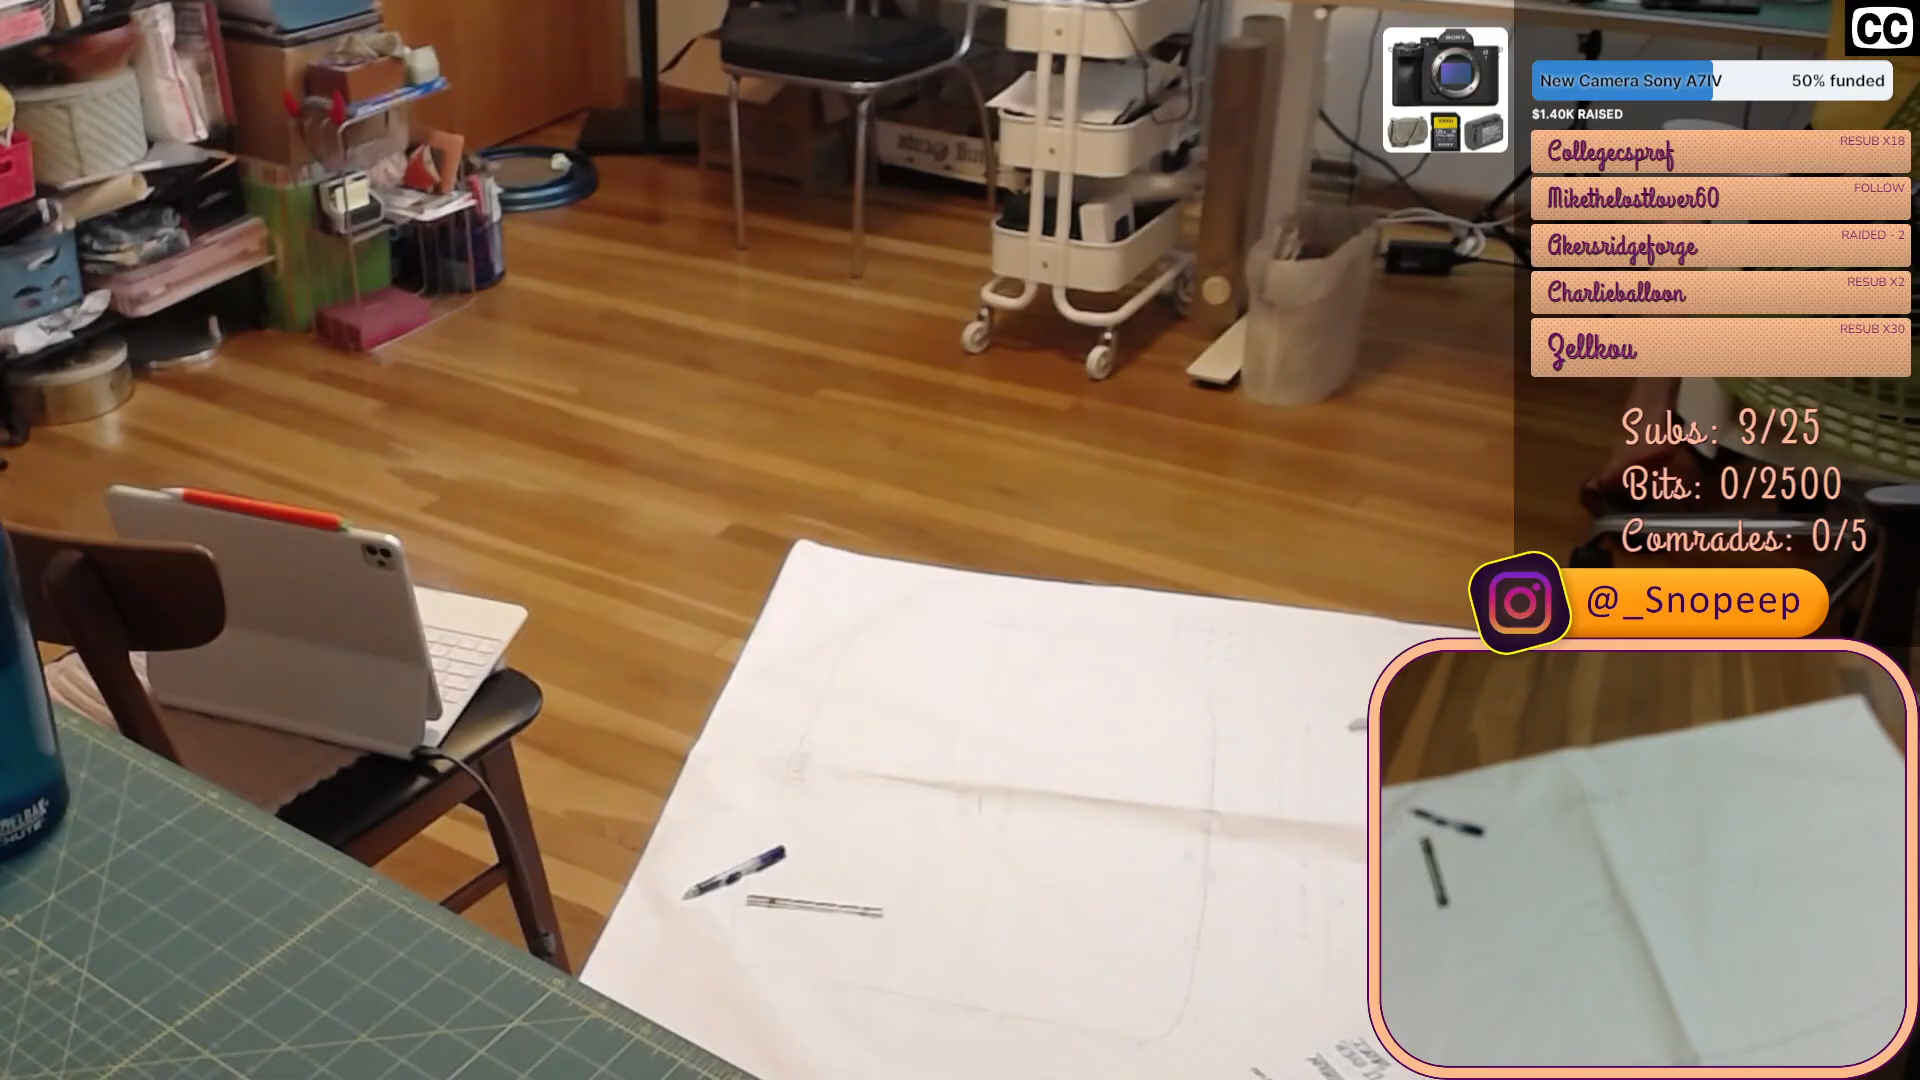 CC
SONY
New Camera Sony A7IV 50% funded
$1.40K RAISED
Collegecsprof RESUB X18
Mikethelostlover60 FOLLOW
Akersridgeforge RAIDED - 2
Charlieballoon RESUB X2
Zellkou RESUB X30
Subs: 3/25
Bits: 0/2500
Comrades: 0/5
@_Snopeep